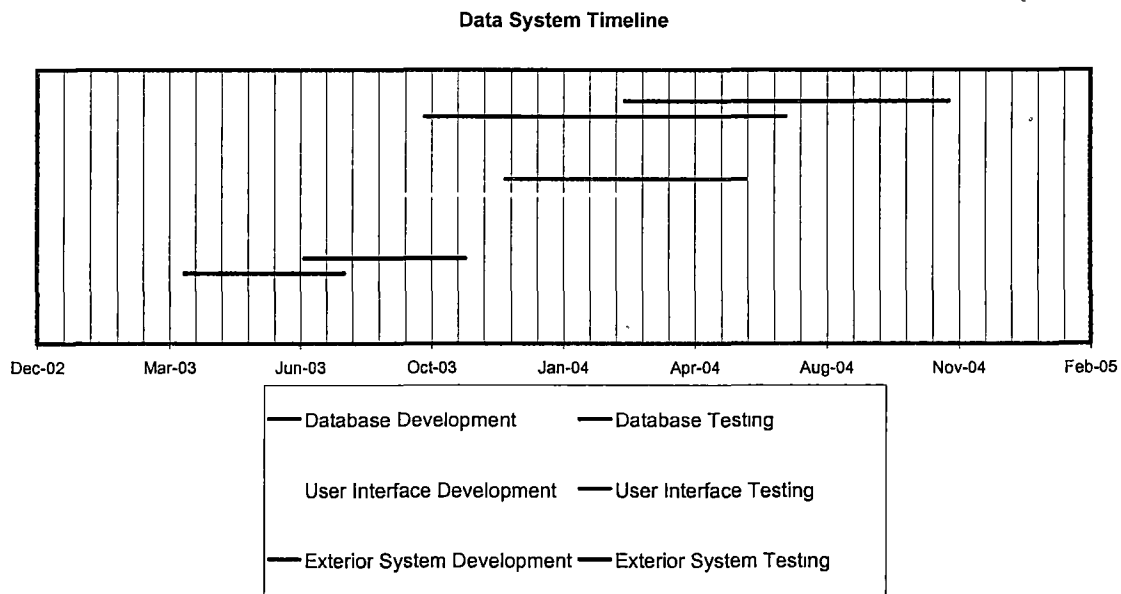 Data System Timeline
Dec-02 Mar-03 Jun-03 Oct-03 Jan-04 Apr-04 Aug-04 Nov-04 Feb-05
Database Development Database Testing
User Interface Development User Interface Testing
Exterior System Development Exterior System Testing